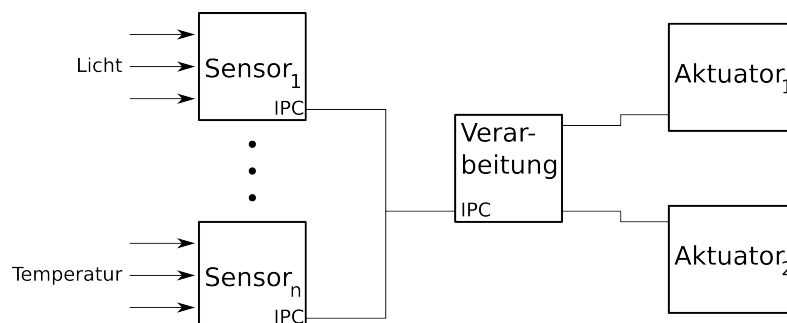 Licht
Sensor1
IPC
Temperatur
Sensorn
IPC
Verar-
beitung
IPC
Aktuator1
Aktuator2